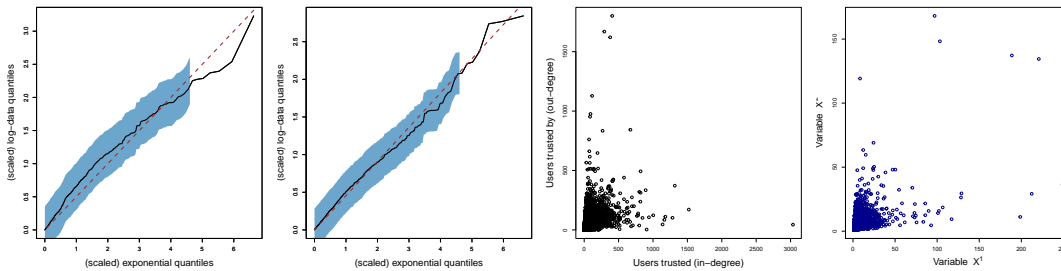 (scaled) log-data quantiles
0.0 0.5 1.0 1.5 2.0 2.5 3.0
0 1 2 3 4 5 6
(scaled) exponential quantiles
(scaled) log-data quantiles
0.0 0.5 1.0 1.5 2.0 2.5
0 1 2 3 4 5 6
(scaled) exponential quantiles
Users trusted by (out-degree)
0 500 1000 1500
0 500 1000 1500 2000 2500 3000
Users trusted (in-degree)
Variable X
0 50 100 150
0 50 100 150 200
Variable X¹